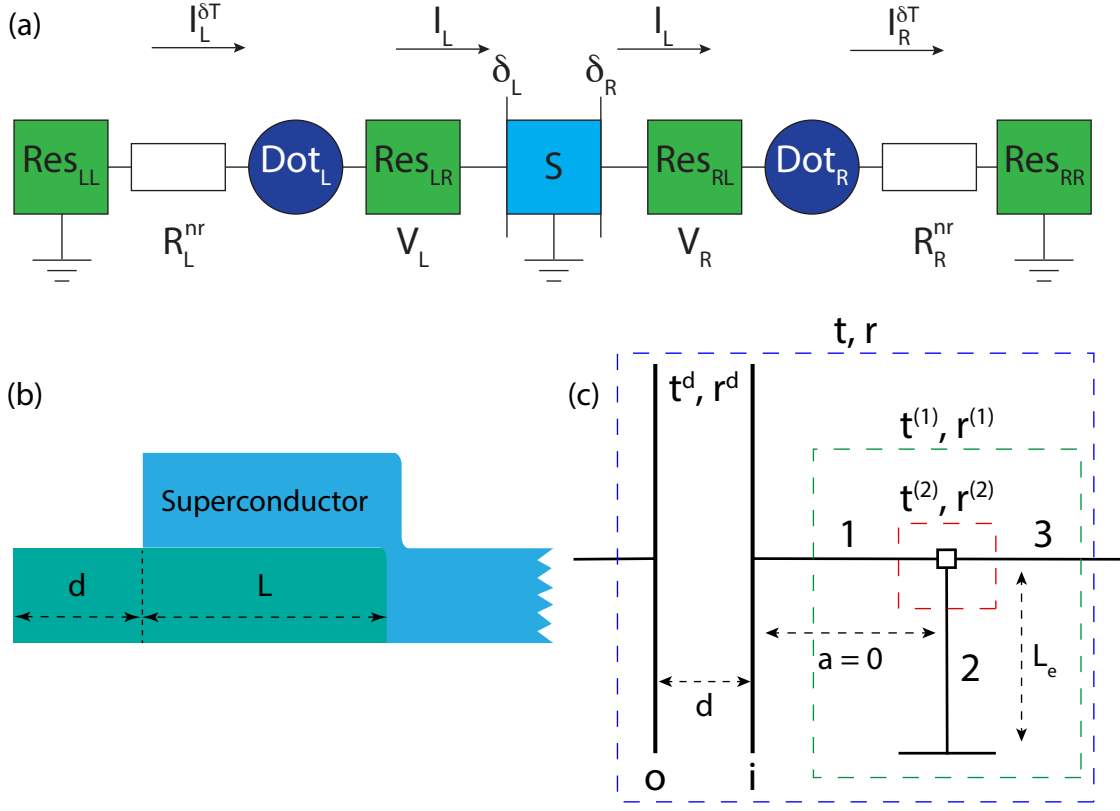 (a)
I_L^δT I_L I_L I_R^δT
δ_L δ_R
Res_LL Dot_L Res_LR S Res_RL Dot_R Res_RR
R_L^nr V_L V_R R_R^nr
(b)
Superconductor
d L
(c)
t, r
t^d, r^d
t^(1), r^(1)
t^(2), r^(2)
1 3
a = 0 2 L_e
d
o i